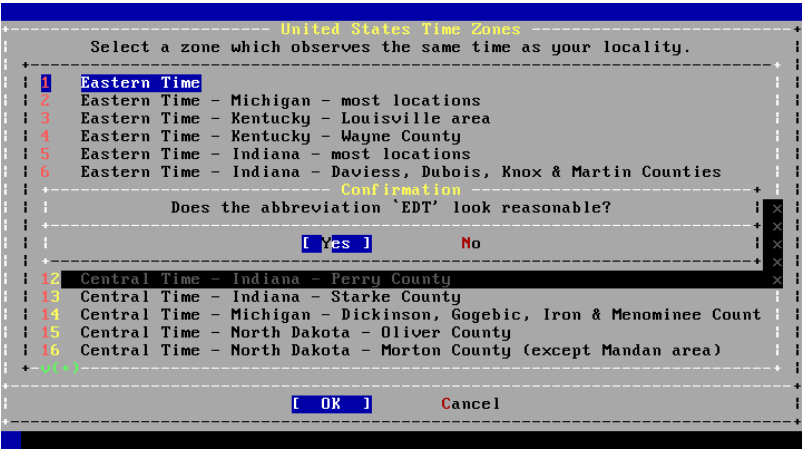 United States Time Zones
Select a zone which observes the same time as your locality.
1 Eastern Time
2 Eastern Time - Michigan - most locations
3 Eastern Time - Kentucky - Louisville area
4 Eastern Time - Kentucky - Wayne County
5 Eastern Time - Indiana - most locations
6 Eastern Time - Indiana - Daviess, Dubois, Knox & Martin Counties
Confirmation
Does the abbreviation `EDT' look reasonable?
[ Yes ] No
12 Central Time - Indiana - Perry County
13 Central Time - Indiana - Starke County
14 Central Time - Michigan - Dickinson, Gogebic, Iron & Menominee Count
15 Central Time - North Dakota - Oliver County
16 Central Time - North Dakota - Morton County (except Mandan area)
v(+)
[ OK ] Cancel